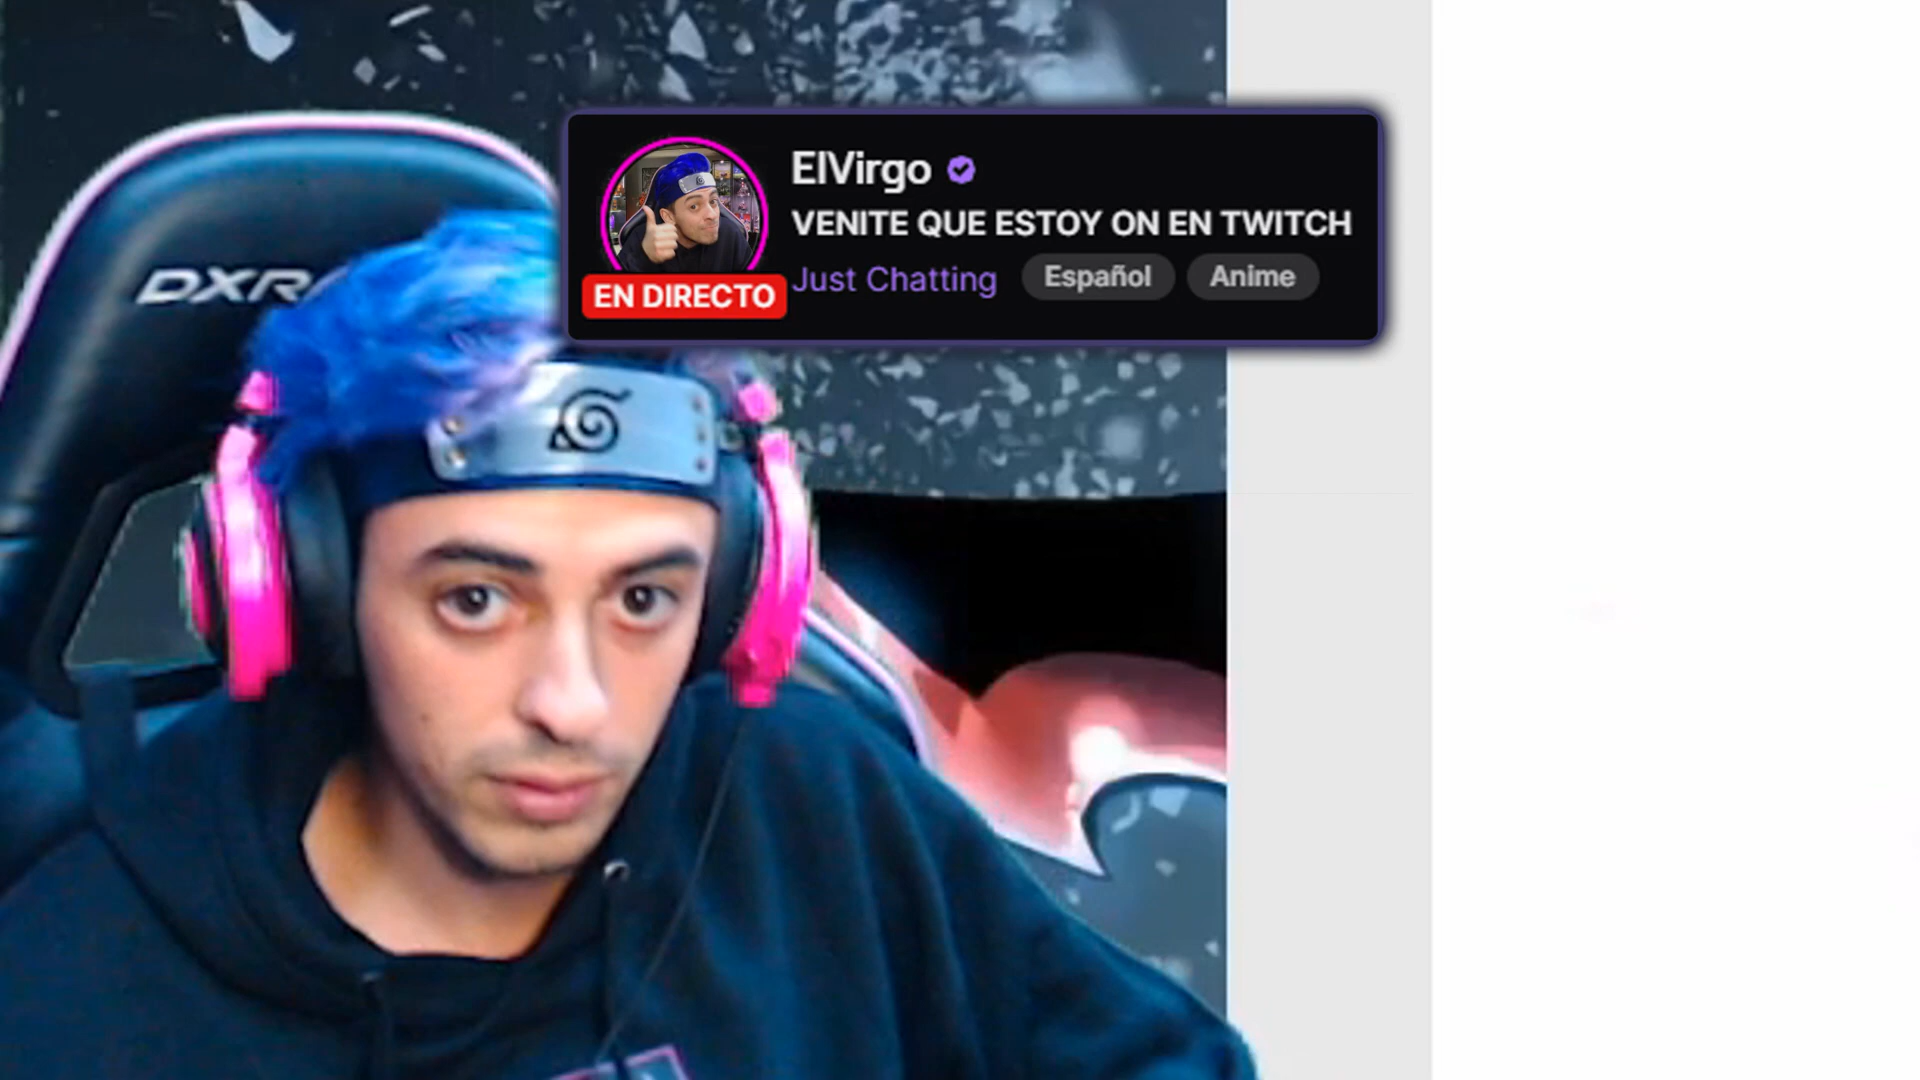 DXR
ElVirgo
VENITE QUE ESTOY ON EN TWITCH
Just Chatting Español Anime
EN DIRECTO